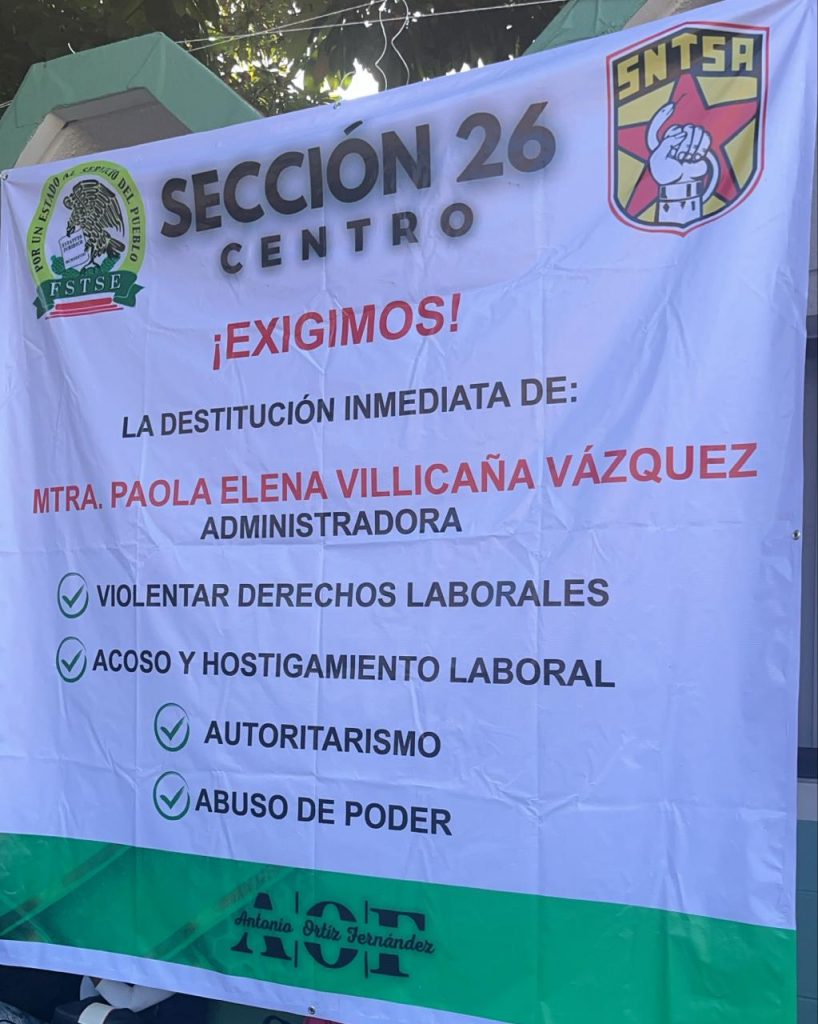 SECCIÓN 26
CENTRO
SNTSA
POR UN ESTADO AL SERVICIO DEL PUEBLO
FSTSE
¡EXIGIMOS!
LA DESTITUCIÓN INMEDIATA DE:
MTRA. PAOLA ELENA VILLICAÑA VÁZQUEZ
ADMINISTRADORA
VIOLENTAR DERECHOS LABORALES
ACOSO Y HOSTIGAMIENTO LABORAL
AUTORITARISMO
ABUSO DE PODER
AOF
Antonio Ortíz Fernández